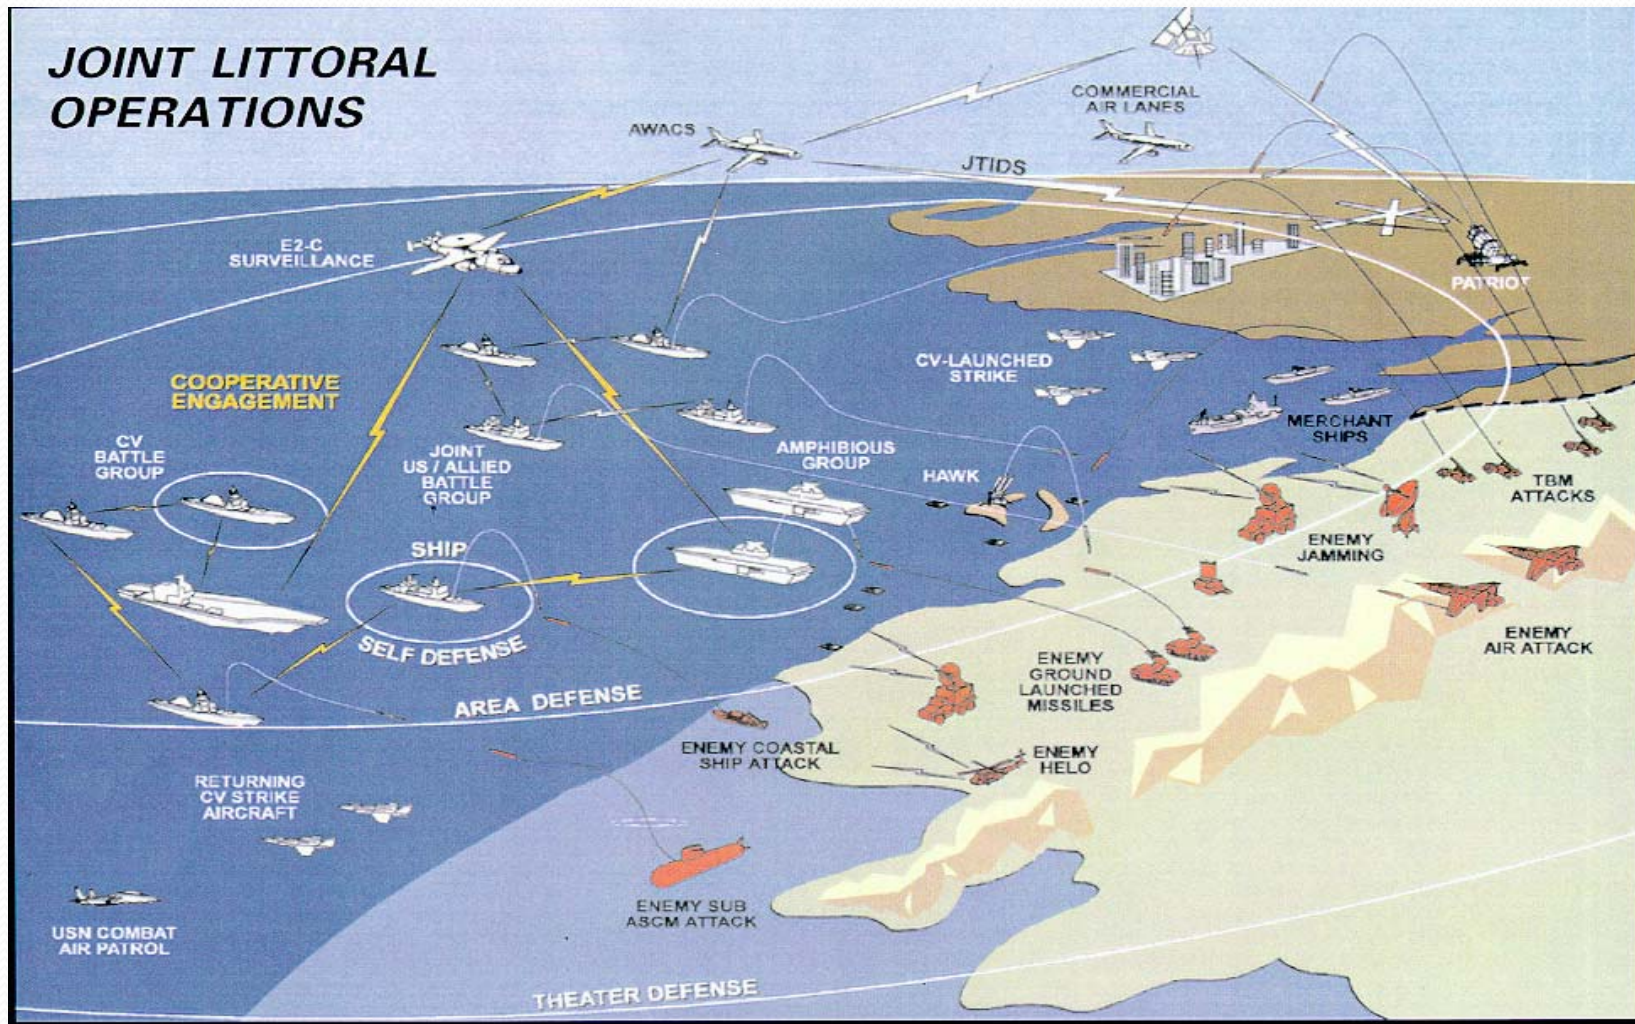 JOINT LITTORAL
OPERATIONS
COMMERCIAL
AIR LANES
AWACS
JTIDS
E2-C
SURVEILLANCE
PATRIOT
COOPERATIVE
ENGAGEMENT
CV-LAUNCHED
STRIKE
MERCHANT
SHIPS
CV
BATTLE
GROUP
JOINT
US / ALLIED
BATTLE
GROUP
AMPHIBIOUS
GROUP
HAWK
TBM
ATTACKS
ENEMY
JAMMING
SHIP
SELF DEFENSE
ENEMY
AIR ATTACK
ENEMY
GROUND
LAUNCHED
MISSILES
AREA DEFENSE
ENEMY COASTAL
SHIP ATTACK
ENEMY
HELO
RETURNING
CV STRIKE
AIRCRAFT
ENEMY SUB
ASCM ATTACK
USN COMBAT
AIR PATROL
THEATER DEFENSE